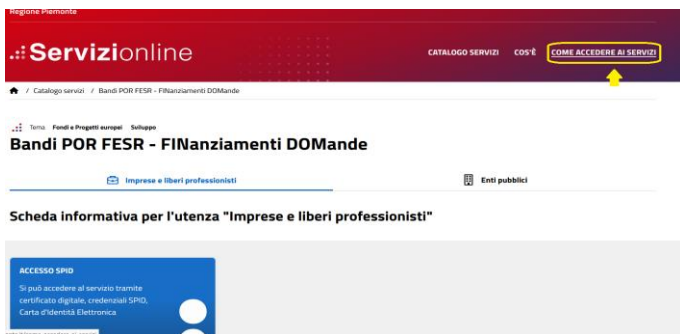 Regione Piemonte
Servizionline
CATALOGO SERVIZI COS'È COME ACCEDERE AI SERVIZI
/ Catalogo servizi / Bandi POR FESR - FINanziamenti DOMande
Tema Fondi e Progetti europei Sviluppo
Bandi POR FESR - FINanziamenti DOMande
Imprese e liberi professionisti Enti pubblici
Scheda informativa per l'utenza "Imprese e liberi professionisti"
ACCESSO SPID
Si può accedere al servizio tramite
certificato digitale, credenziali SPID,
Carta d'Identità Elettronica